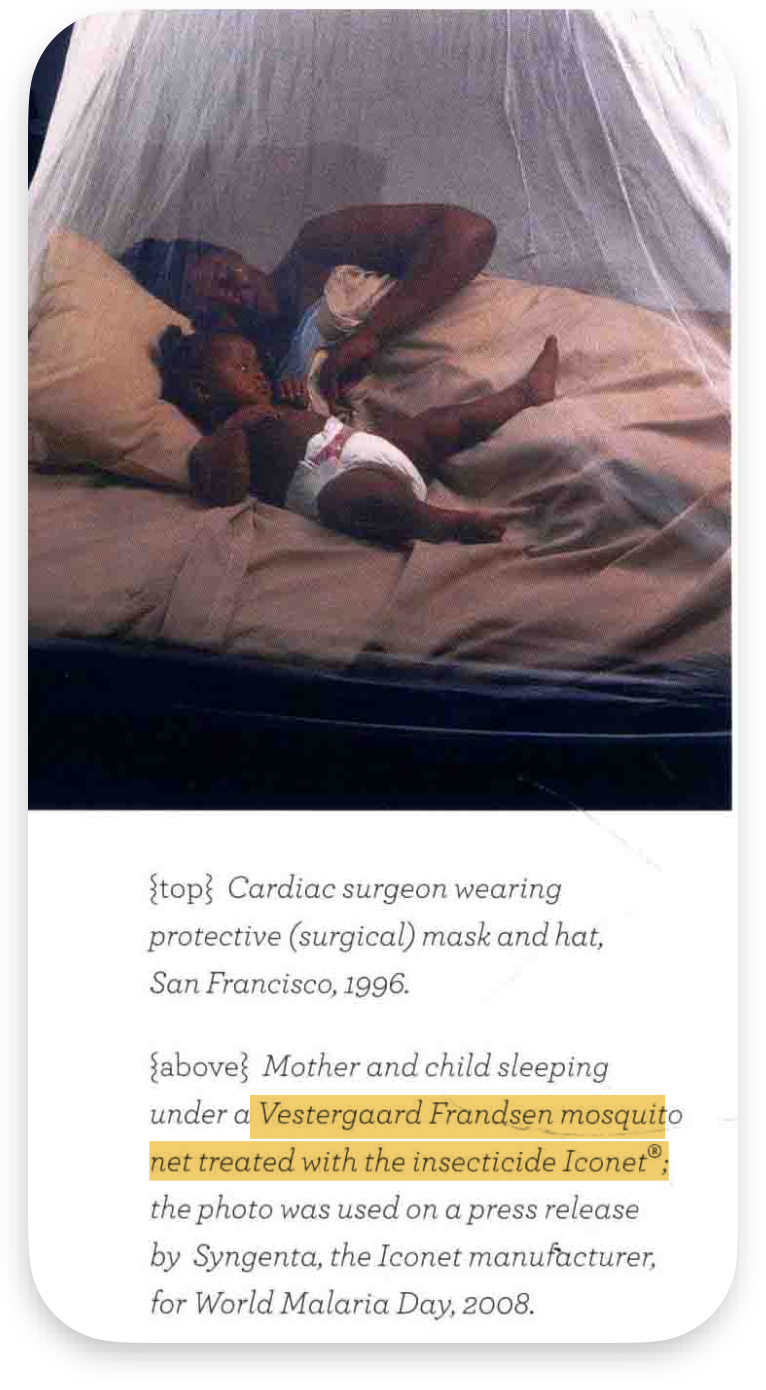 {top} Cardiac surgeon wearing
protective (surgical) mask and hat,
San Francisco, 1996.
{above} Mother and child sleeping
under a Vestergaard Frandsen mosquito
net treated with the insecticide Iconet®;
the photo was used on a press release
by Syngenta, the Iconet manufacturer,
for World Malaria Day, 2008.